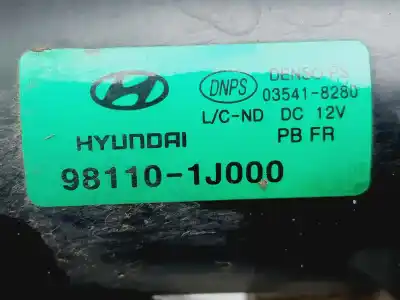 DNPS DENSO PS
03541-8280
L/C-ND DC 12V
HYUNDAI PB FR
98110-1J000